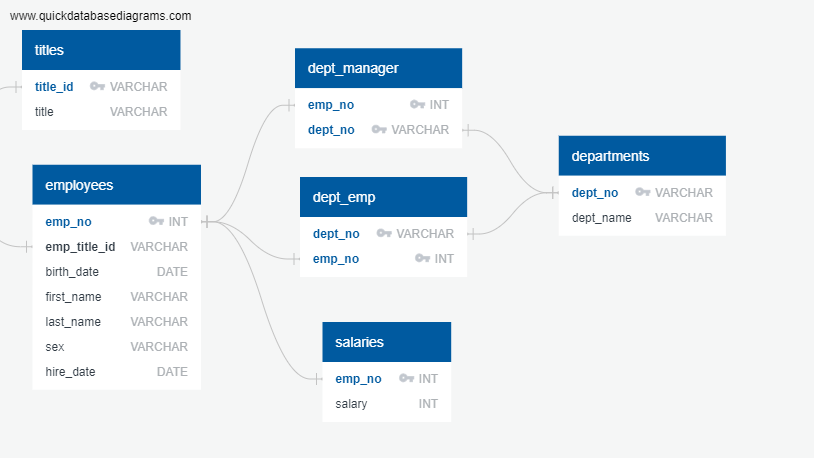 www.quickdatabasediagrams.com
titles
title_id VARCHAR
title VARCHAR
employees
emp_no INT
emp_title_id VARCHAR
birth_date DATE
first_name VARCHAR
last_name VARCHAR
sex VARCHAR
hire_date DATE
dept_manager
emp_no INT
dept_no VARCHAR
dept_emp
dept_no VARCHAR
emp_no INT
salaries
emp_no INT
salary INT
departments
dept_no VARCHAR
dept_name VARCHAR